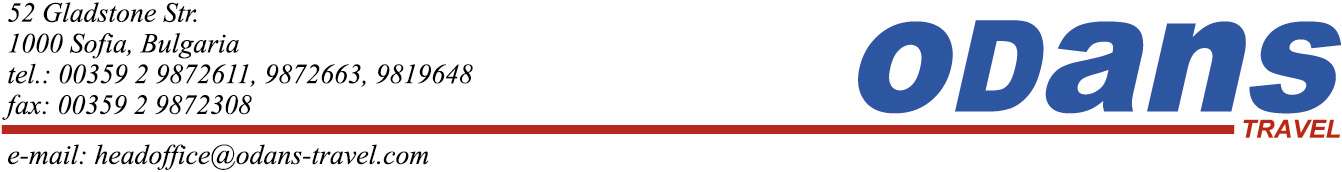 52 Gladstone Str.
1000 Sofia, Bulgaria
tel.: 00359 2 9872611, 9872663, 9819648
fax: 00359 2 9872308
e-mail: headoffice@odans-travel.com
oDans
TRAVEL